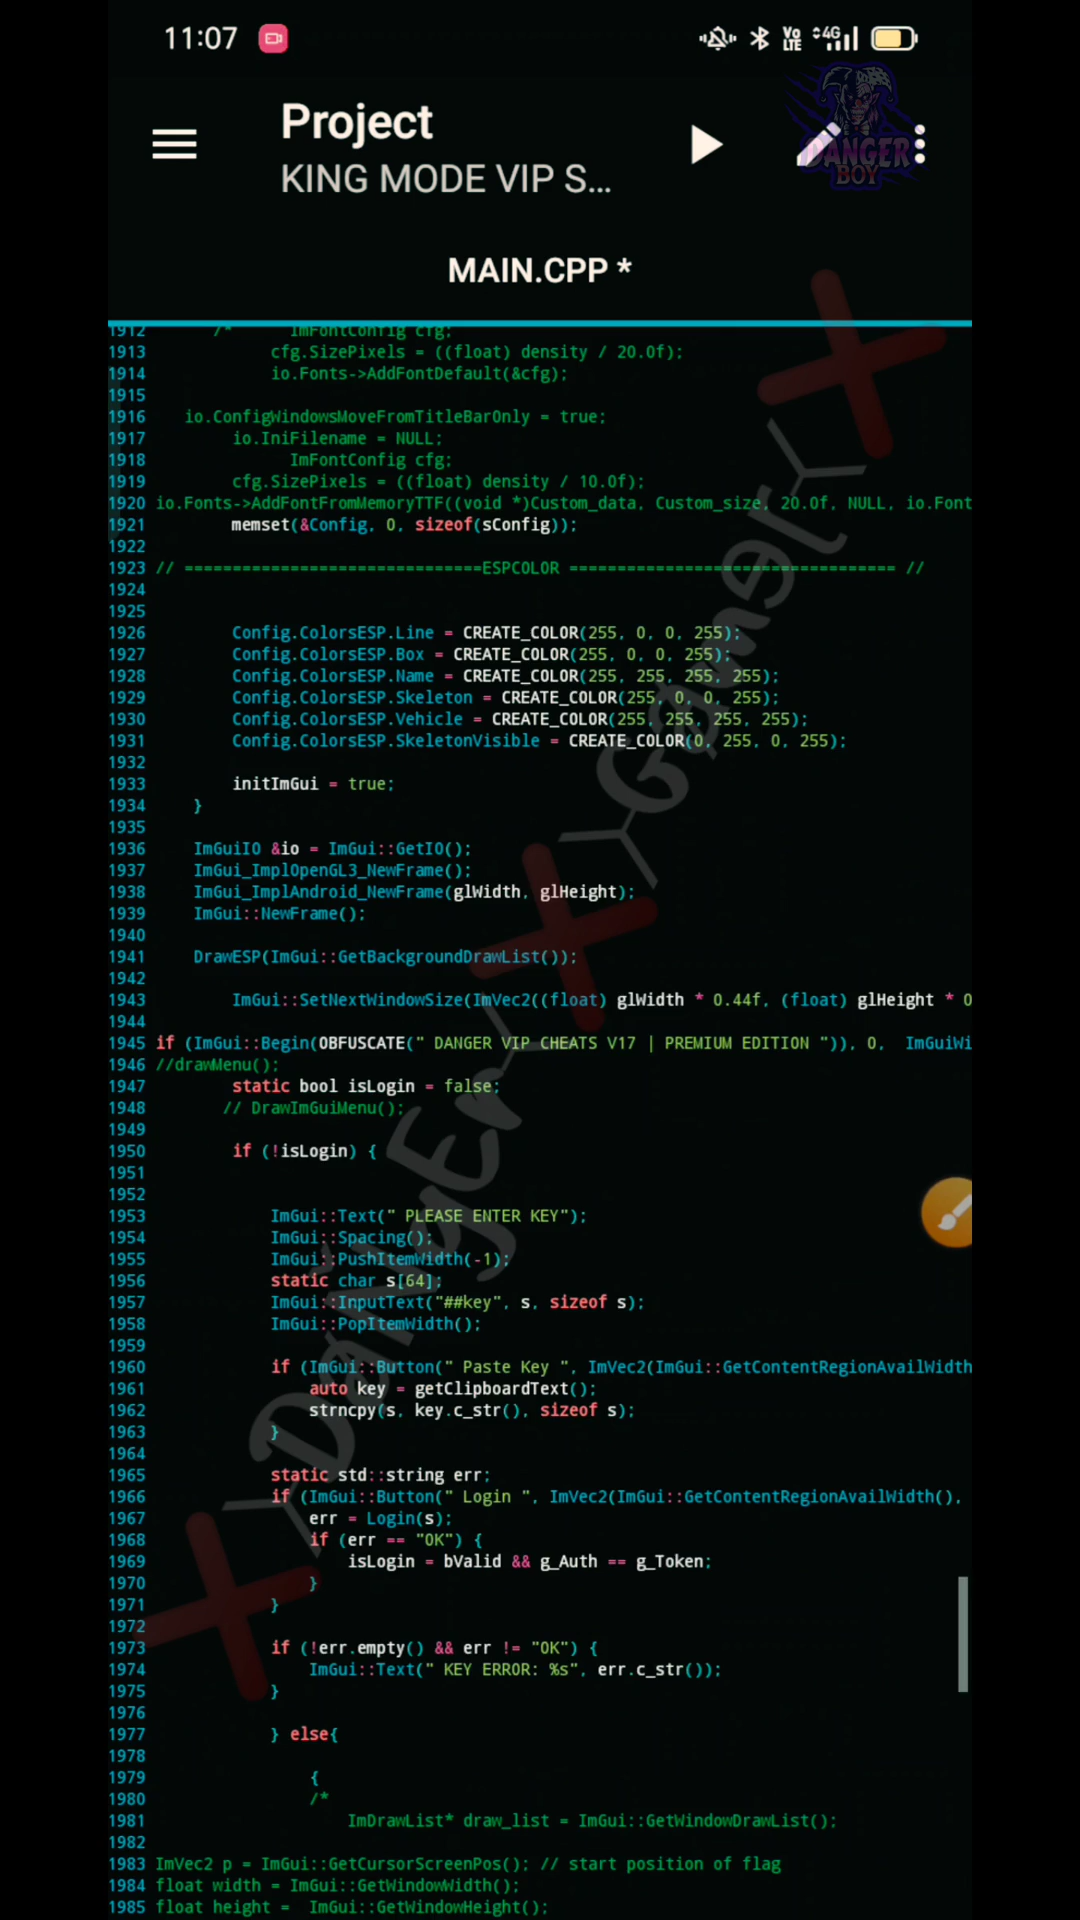 11:07
Vo LTE 4G
Project
KING MODE VIP S...
DANGER
BOY
MAIN.CPP *
1912 /* ImFontConfig cfg;
1913 cfg.SizePixels = ((float) density / 20.0f);
1914 io.Fonts->AddFontDefault(&cfg);
1915
1916 io.ConfigWindowsMoveFromTitleBarOnly = true;
1917 io.IniFilename = NULL;
1918 ImFontConfig cfg;
1919 cfg.SizePixels = ((float) density / 10.0f);
1920 io.Fonts->AddFontFromMemoryTTF((void *)Custom_data, Custom_size, 20.0f, NULL, io.Font
1921 memset(&Config, 0, sizeof(sConfig));
1922
1923 // ===============================ESPCOLOR ================================== //
1924
1925
1926 Config.ColorsESP.Line = CREATE_COLOR(255, 0, 0, 255);
1927 Config.ColorsESP.Box = CREATE_COLOR(255, 0, 0, 255);
1928 Config.ColorsESP.Name = CREATE_COLOR(255, 255, 255, 255);
1929 Config.ColorsESP.Skeleton = CREATE_COLOR(255, 0, 0, 255);
1930 Config.ColorsESP.Vehicle = CREATE_COLOR(255, 255, 255, 255);
1931 Config.ColorsESP.SkeletonVisible = CREATE_COLOR(0, 255, 0, 255);
1932
1933 initImGui = true;
1934 }
1935
1936 ImGuiIO &io = ImGui::GetIO();
1937 ImGui_ImplOpenGL3_NewFrame();
1938 ImGui_ImplAndroid_NewFrame(glWidth, glHeight);
1939 ImGui::NewFrame();
1940
1941 DrawESP(ImGui::GetBackgroundDrawList());
1942
1943 ImGui::SetNextWindowSize(ImVec2((float) glWidth * 0.44f, (float) glHeight * 0
1944
1945 if (ImGui::Begin(OBFUSCATE(" DANGER VIP CHEATS V17 | PREMIUM EDITION ")), 0, ImGuiWi
1946 //drawMenu();
1947 static bool isLogin = false;
1948 // DrawImGuiMenu();
1949
1950 if (!isLogin) {
1951
1952
1953 ImGui::Text(" PLEASE ENTER KEY");
1954 ImGui::Spacing();
1955 ImGui::PushItemWidth(-1);
1956 static char s[64];
1957 ImGui::InputText("##key", s, sizeof s);
1958 ImGui::PopItemWidth();
1959
1960 if (ImGui::Button(" Paste Key ", ImVec2(ImGui::GetContentRegionAvailWidth
1961 auto key = getClipboardText();
1962 strncpy(s, key.c_str(), sizeof s);
1963 }
1964
1965 static std::string err;
1966 if (ImGui::Button(" Login ", ImVec2(ImGui::GetContentRegionAvailWidth(),
1967 err = Login(s);
1968 if (err == "OK") {
1969 isLogin = bValid && g_Auth == g_Token;
1970 }
1971 }
1972
1973 if (!err.empty() && err != "OK") {
1974 ImGui::Text(" KEY ERROR: %s", err.c_str());
1975 }
1976
1977 } else{
1978
1979 {
1980 /*
1981 ImDrawList* draw_list = ImGui::GetWindowDrawList();
1982
1983 ImVec2 p = ImGui::GetCursorScreenPos(); // start position of flag
1984 float width = ImGui::GetWindowWidth();
1985 float height = ImGui::GetWindowHeight();